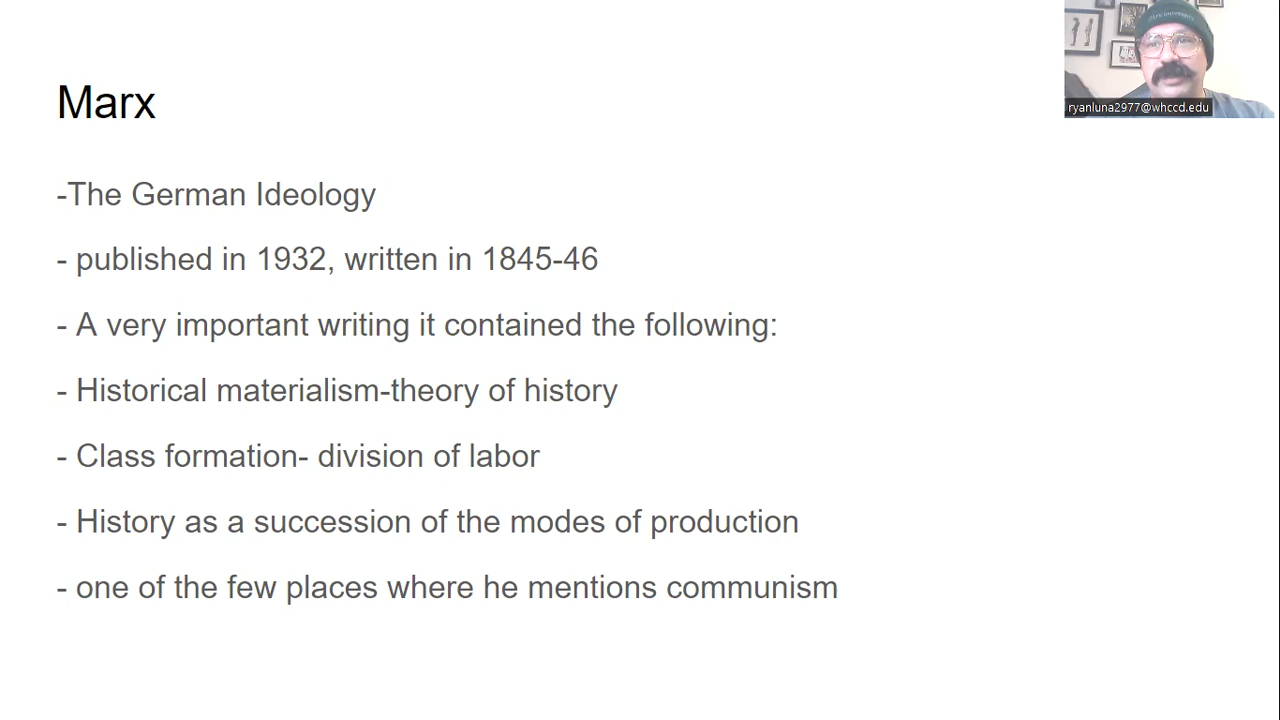 Marx
-The German Ideology
- published in 1932, written in 1845-46
- A very important writing it contained the following:
- Historical materialism-theory of history
- Class formation- division of labor
- History as a succession of the modes of production
- one of the few places where he mentions communism
ryanluna2977@whccd.edu